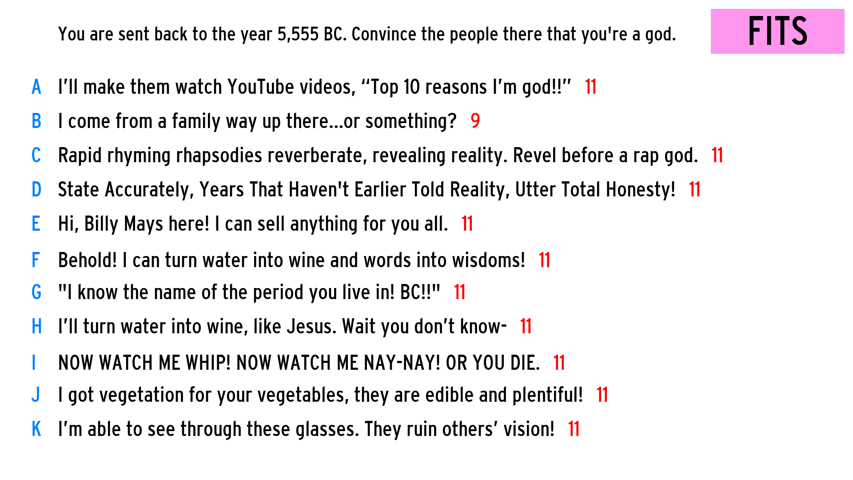 You are sent back to the year 5,555 BC. Convince the people there that you're a god.
FITS
A I’ll make them watch YouTube videos, “Top 10 reasons I’m god!!” 11
B I come from a family way up there...or something? 9
C Rapid rhyming rhapsodies reverberate, revealing reality. Revel before a rap god. 11
D State Accurately, Years That Haven't Earlier Told Reality, Utter Total Honesty! 11
E Hi, Billy Mays here! I can sell anything for you all. 11
F Behold! I can turn water into wine and words into wisdoms! 11
G "I know the name of the period you live in! BC!!" 11
H I’ll turn water into wine, like Jesus. Wait you don’t know- 11
I NOW WATCH ME WHIP! NOW WATCH ME NAY-NAY! OR YOU DIE. 11
J I got vegetation for your vegetables, they are edible and plentiful! 11
K I’m able to see through these glasses. They ruin others’ vision! 11